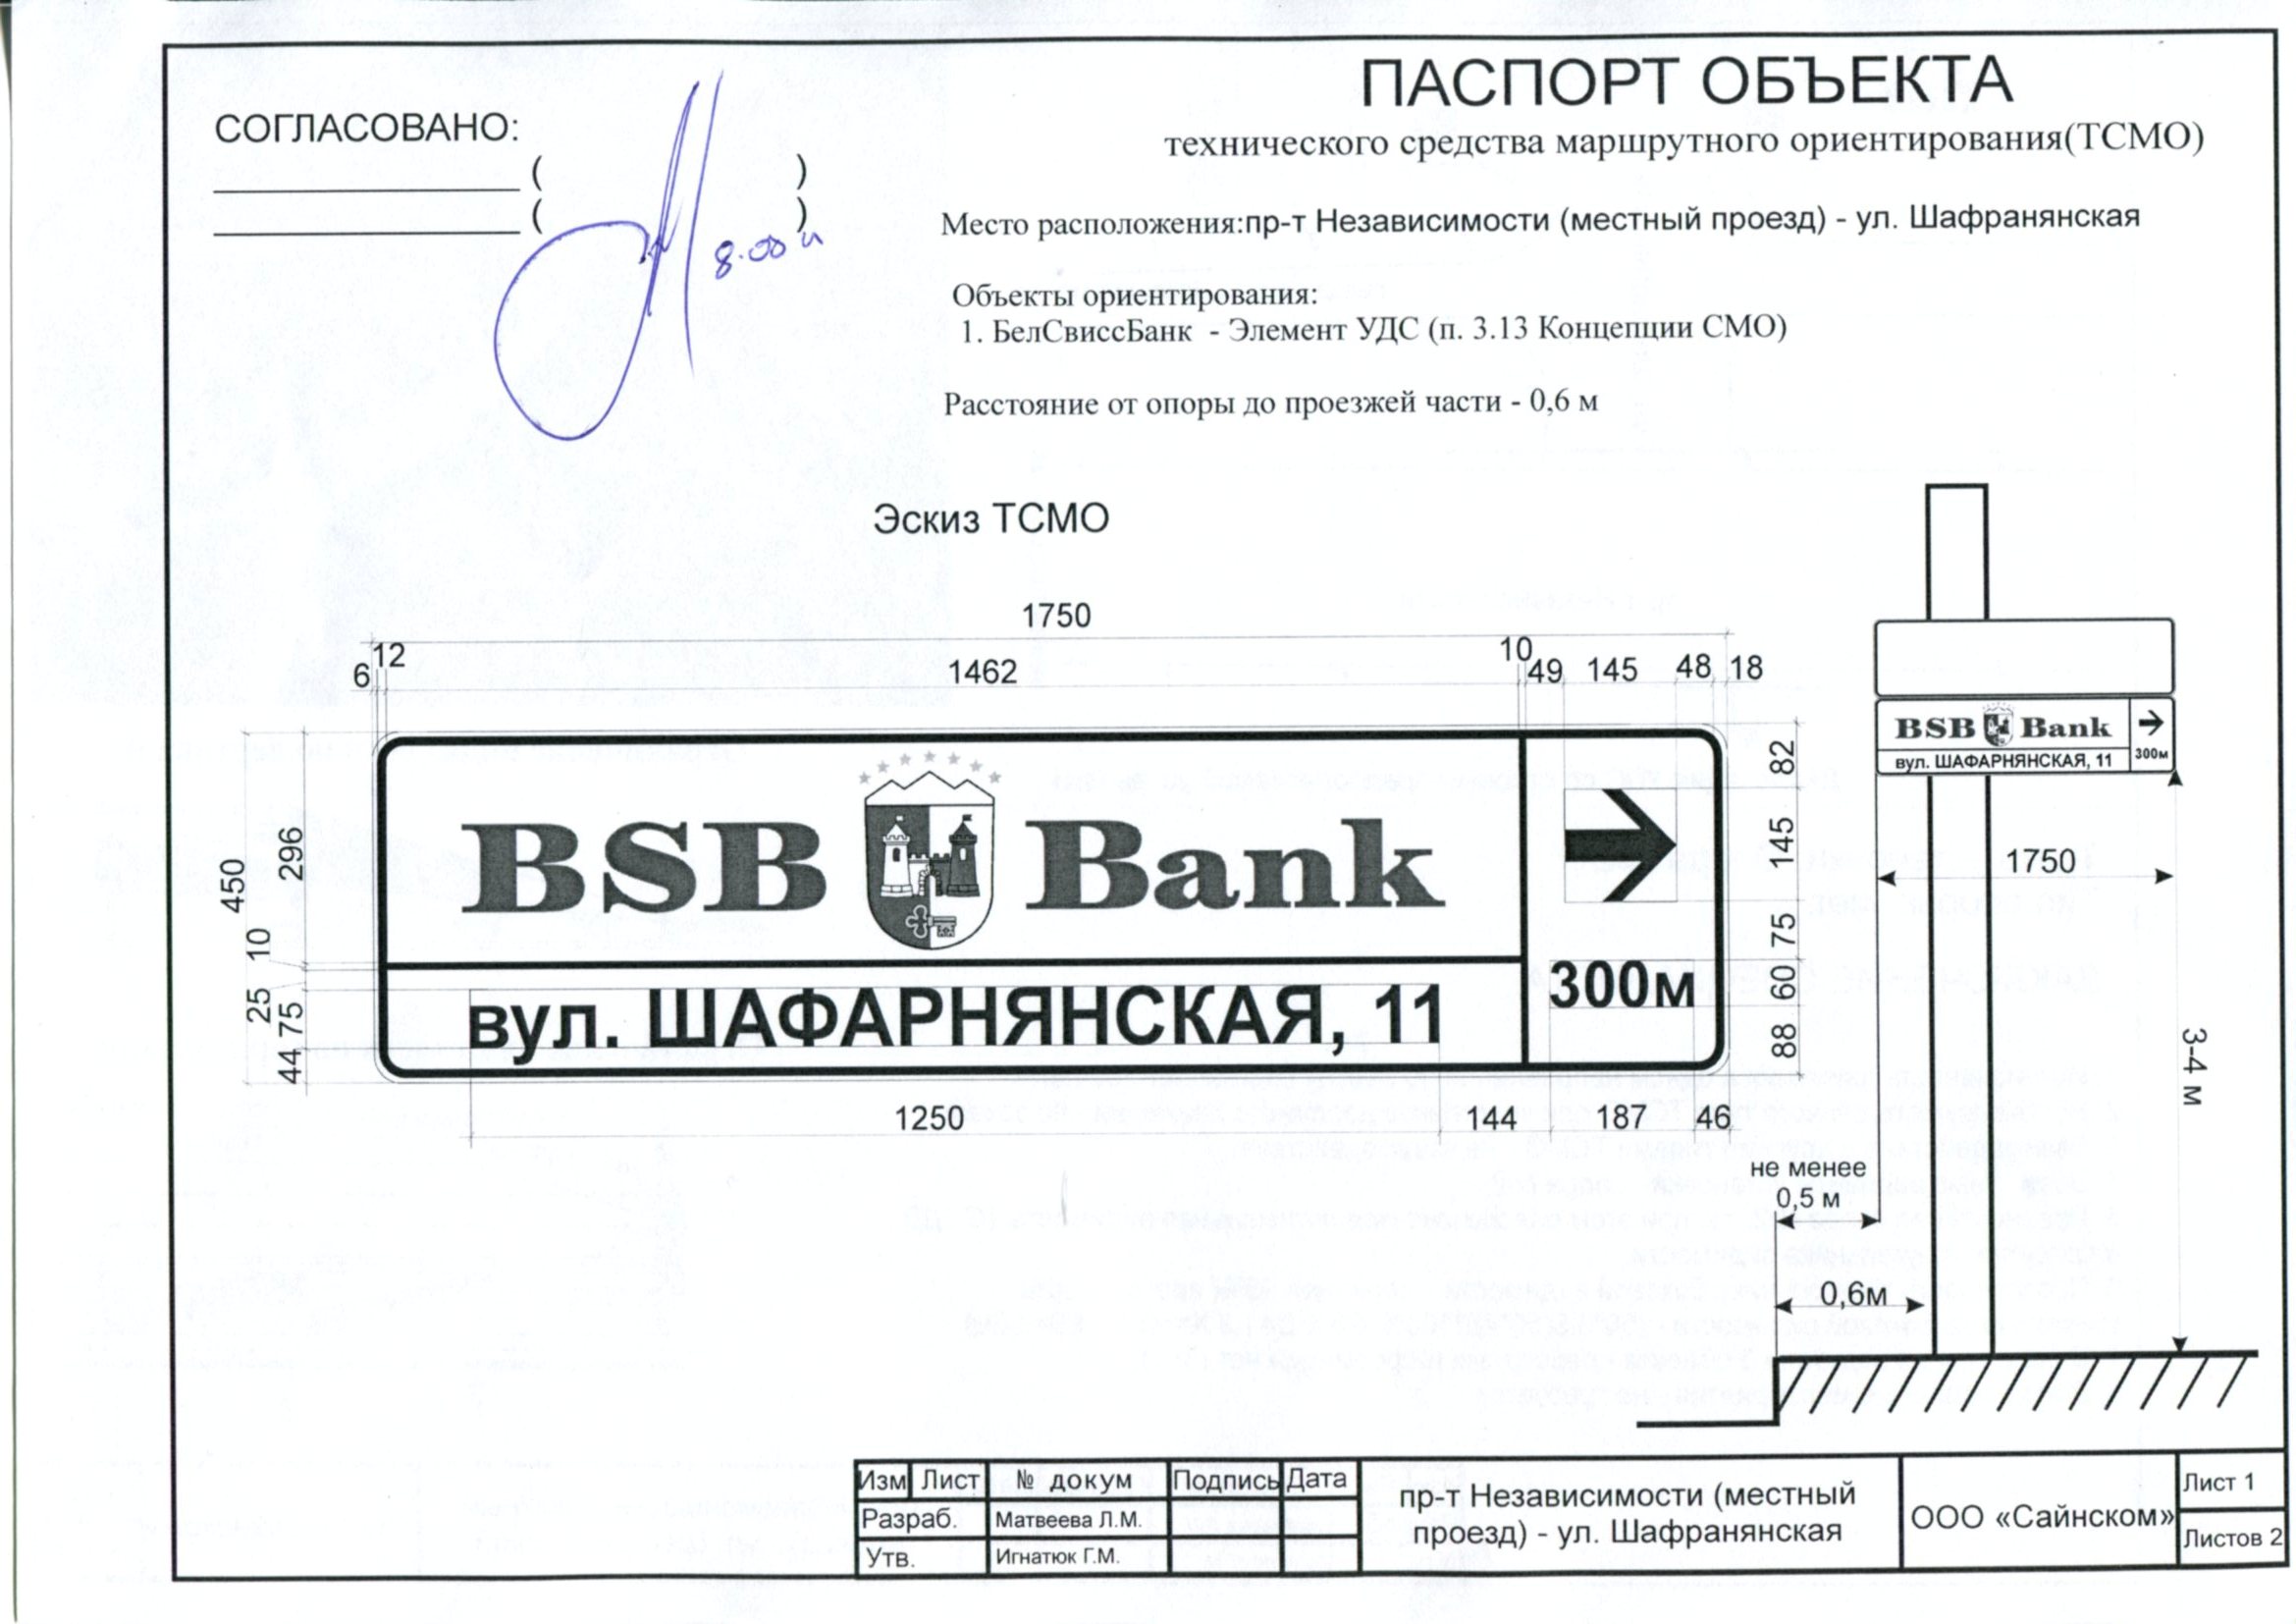 СОГЛАСОВАНО:
( )
( )
8.00
ПАСПОРТ ОБЪЕКТА
технического средства маршрутного ориентирования(ТСМО)
Место расположения:пр-т Независимости (местный проезд) - ул. Шафранянская
Объекты ориентирования:
1. БелСвиссБанк - Элемент УДС (п. 3.13 Концепции СМО)
Расстояние от опоры до проезжей части - 0,6 м
Эскиз ТСМО
1750
6 12 1462 10 49 145 48 18
450 296 10 25 75 44
BSB Bank
вул. ШАФАРНЯНСКАЯ, 11
300м
82 145 75 60 88
1250 144 187 46
BSB Bank
вул. ШАФАРНЯНСКАЯ, 11
300м
1750
3-4 м
не менее
0,5 м
0,6м
Изм Лист № докум Подпись Дата
Разраб. Матвеева Л.М.
Утв. Игнатюк Г.М.
пр-т Независимости (местный
проезд) - ул. Шафранянская
ООО «Сайнском»
Лист 1
Листов 2